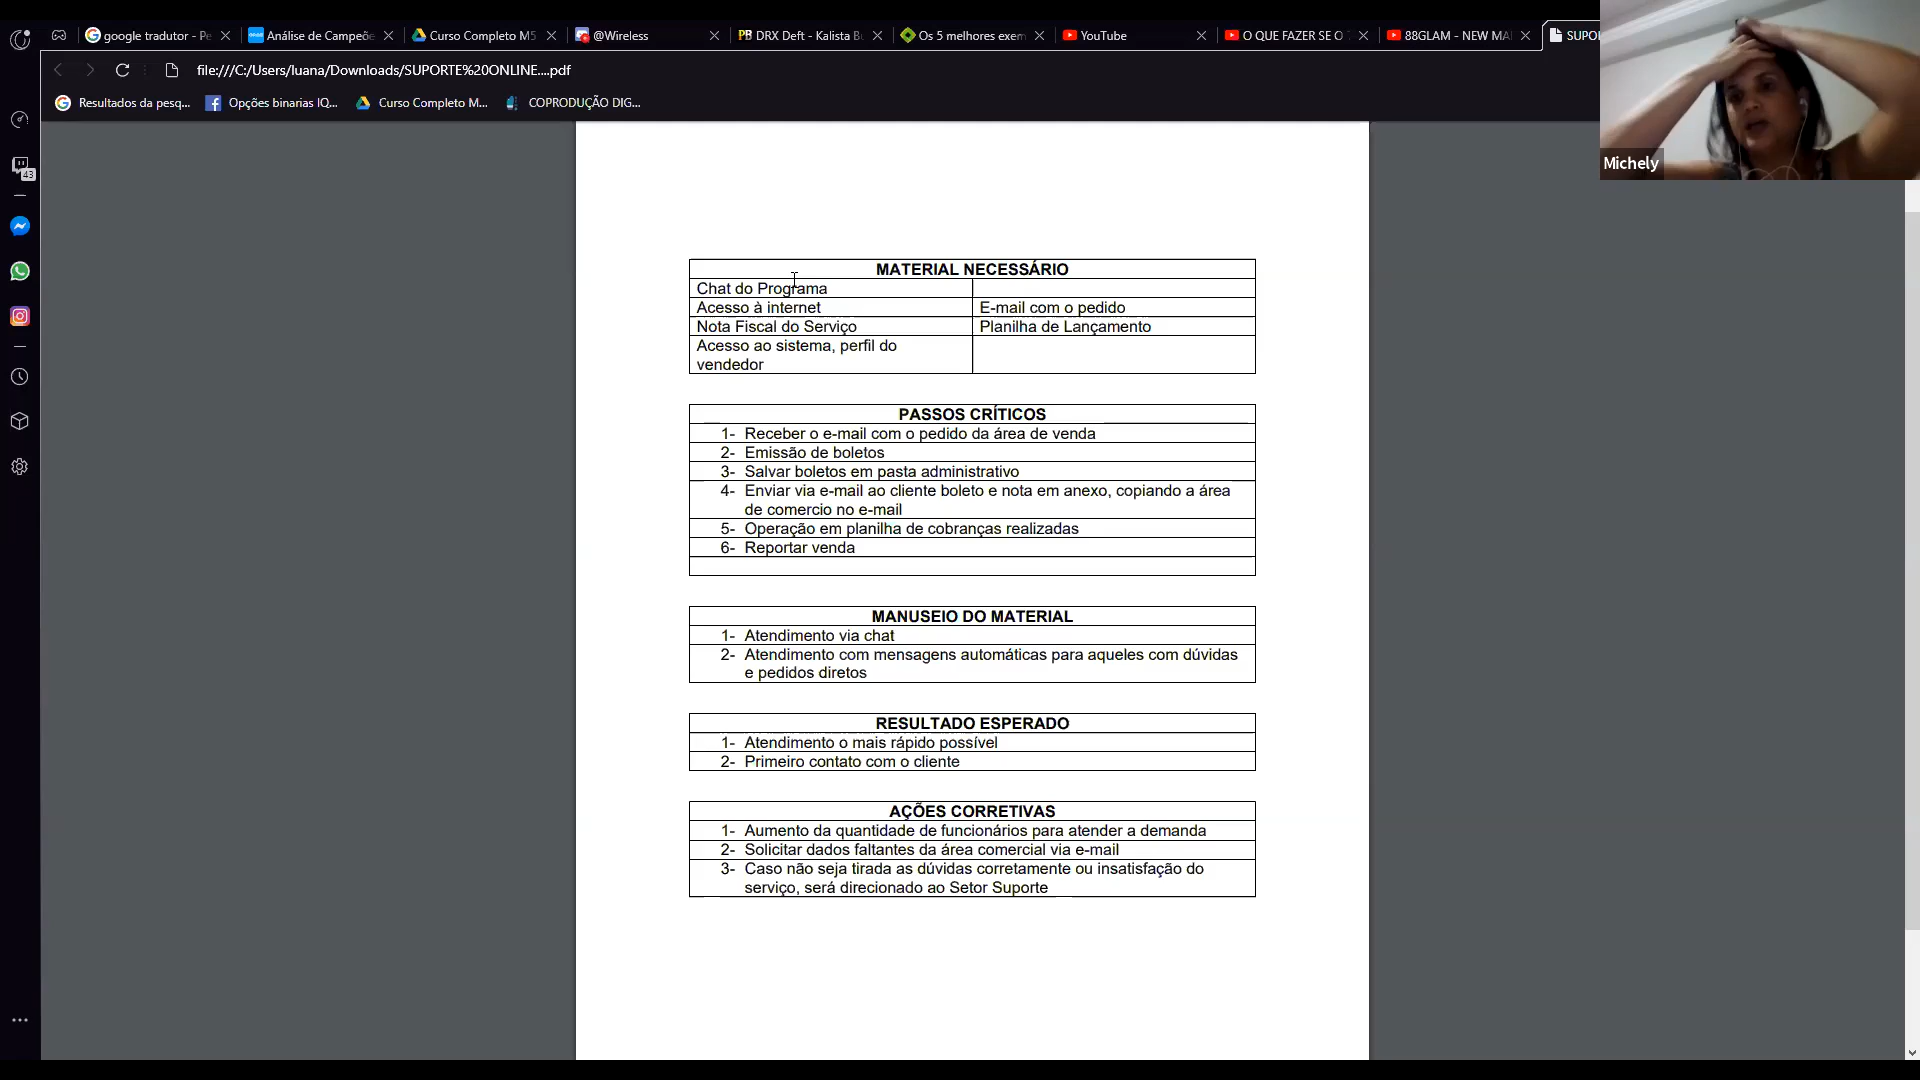 google tradutor - Pe
Análise de Campeõe
Curso Completo M5
@Wireless
PB DRX Deft - Kalista Bu
Os 5 melhores exem
YouTube
O QUE FAZER SE O
88GLAM - NEW MA
SUPO
file:///C:/Users/luana/Downloads/SUPORTE%20ONLINE....pdf
Resultados da pesq...
Opções binarias IQ...
Curso Completo M...
COPRODUÇÃO DIG...
Michely
43
MATERIAL NECESSÁRIO
Chat do Programa
Acesso à internet
E-mail com o pedido
Nota Fiscal do Serviço
Planilha de Lançamento
Acesso ao sistema, perfil do
vendedor
PASSOS CRÍTICOS
1- Receber o e-mail com o pedido da área de venda
2- Emissão de boletos
3- Salvar boletos em pasta administrativo
4- Enviar via e-mail ao cliente boleto e nota em anexo, copiando a área
de comercio no e-mail
5- Operação em planilha de cobranças realizadas
6- Reportar venda
MANUSEIO DO MATERIAL
1- Atendimento via chat
2- Atendimento com mensagens automáticas para aqueles com dúvidas
e pedidos diretos
RESULTADO ESPERADO
1- Atendimento o mais rápido possível
2- Primeiro contato com o cliente
AÇÕES CORRETIVAS
1- Aumento da quantidade de funcionários para atender a demanda
2- Solicitar dados faltantes da área comercial via e-mail
3- Caso não seja tirada as dúvidas corretamente ou insatisfação do
serviço, será direcionado ao Setor Suporte